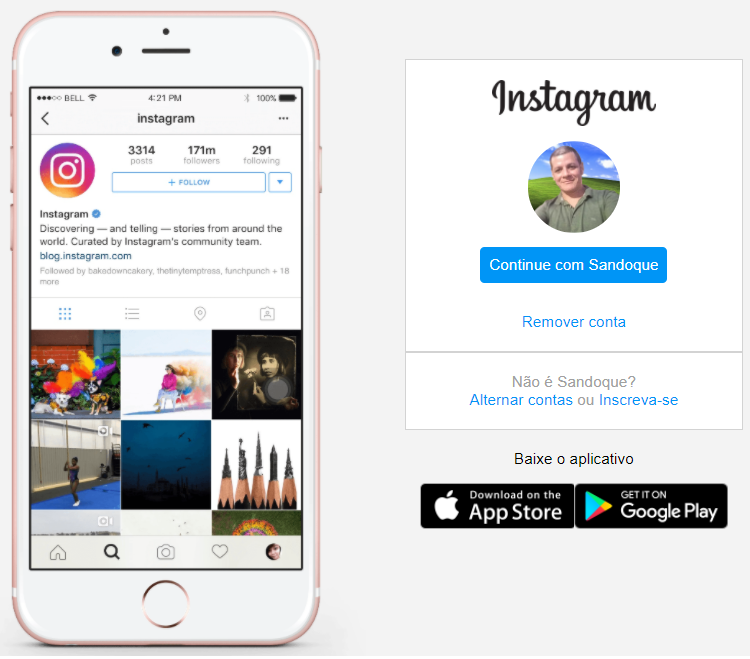 ●●●○○ BELL 4:21 PM 100%
instagram
3314 171m 291
posts followers following
+ FOLLOW
Instagram
Discovering — and telling — stories from around the
world. Curated by Instagram's community team.
blog.instagram.com
Followed by bakedowncakery, thetinytemptress, funchpunch + 18
more
Instagram
Continue com Sandoque
Remover conta
Não é Sandoque?
Alternar contas ou Inscreva-se
Baixe o aplicativo
Download on the
App Store
GET IT ON
Google Play